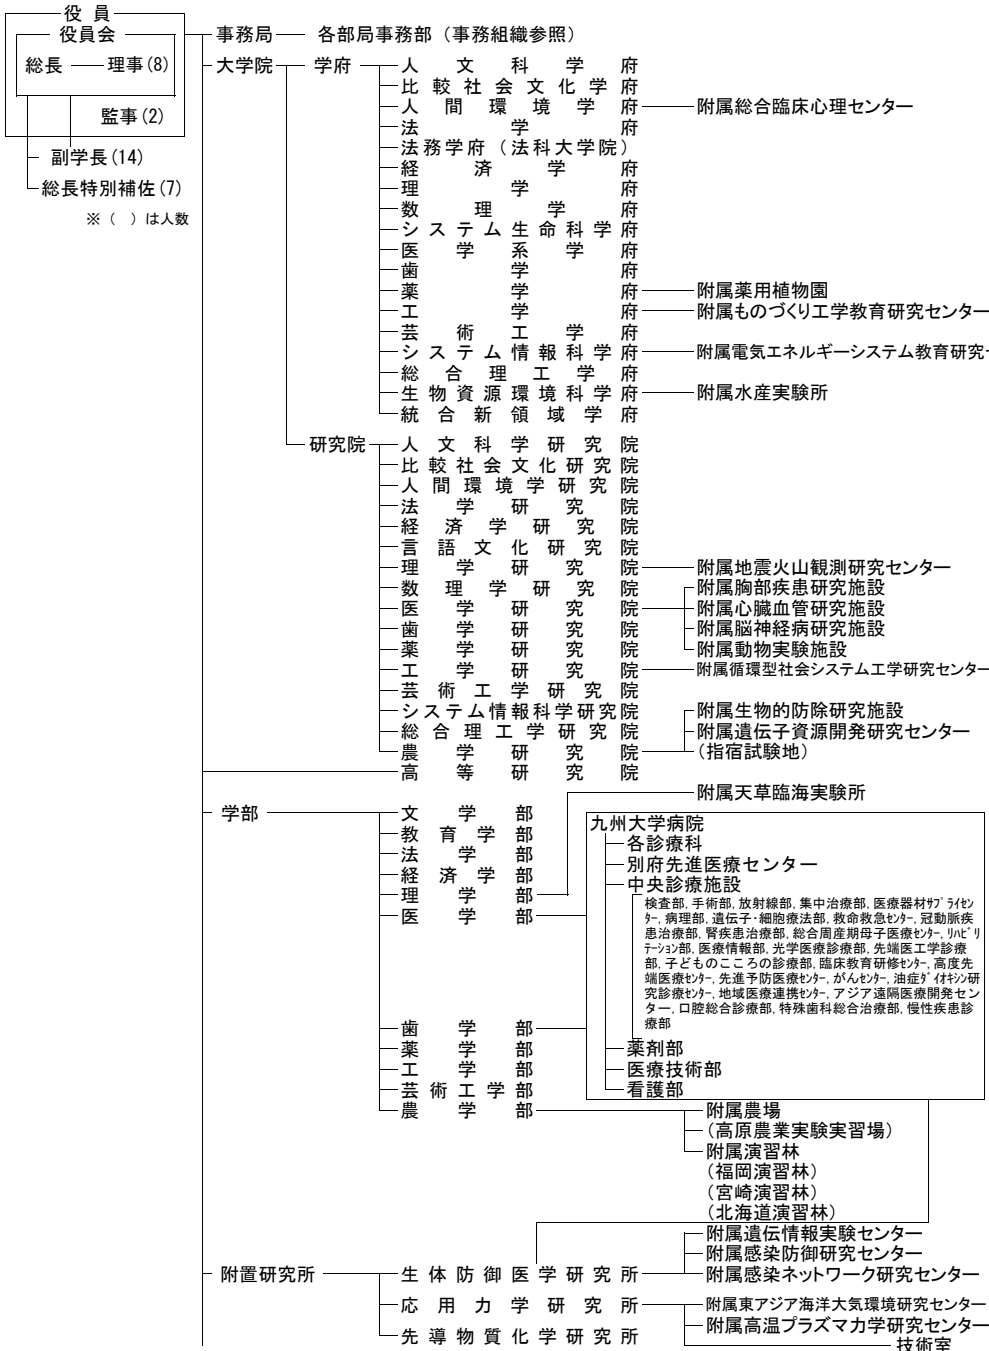 役員
役員会
総長 理事(8)
監事(2)
副学長(14)
総長特別補佐(7)
※（ ）は人数
事務局 各部局事務部（事務組織参照）
大学院 学府 人文科学府
比較社会文化学府
人間環境学府 附属総合臨床心理センター
法学府
法務学府（法科大学院）
経済学府
理学府
数理学府
システム生命科学府
医学系学府
歯学府
薬学府 附属薬用植物園
工学府 附属ものづくり工学教育研究センター
芸術工学府
システム情報科学府 附属電気エネルギーシステム教育研究
総合理工学府
生物資源環境科学府 附属水産実験所
統合新領域学府
研究院 人文科学研究院
比較社会文化研究院
人間環境学研究院
法学研究院
経済学研究院
言語文化研究院
理学研究院 附属地震火山観測研究センター
数理学研究院 附属胸部疾患研究施設
医学研究院 附属心臓血管研究施設
歯学研究院 附属脳神経病研究施設
薬学研究院 附属動物実験施設
工学研究院 附属循環型社会システム工学研究センター
芸術工学研究院
システム情報科学研究院 附属生物的防除研究施設
総合理工学研究院 附属遺伝子資源開発研究センター
農学研究院 (指宿試験地)
高等研究院
附属天草臨海実験所
学部 文学部
教育学部
法学部
経済学部
理学部
医学部
歯学部
薬学部
工学部
芸術工学部
農学部
九州大学病院
各診療科
別府先進医療センター
中央診療施設
検査部, 手術部, 放射線部, 集中治療部, 医療器材ｻﾌﾟﾗｲｾﾝ
ﾀｰ, 病理部, 遺伝子・細胞療法部, 救命救急ｾﾝﾀｰ, 冠動脈疾
患治療部, 腎疾患治療部, 総合周産期母子医療ｾﾝﾀｰ, ﾘﾊﾋﾞﾘ
ﾃｰｼｮﾝ部, 医療情報部, 光学医療診療部, 先端医工学診療
部, 子どものこころの診療部, 臨床教育研修ｾﾝﾀｰ, 高度先
端医療ｾﾝﾀｰ, 先進予防医療ｾﾝﾀｰ, がんｾﾝﾀｰ, 油症ﾀﾞｲｵｷｼﾝ研
究診療ｾﾝﾀｰ, 地域医療連携ｾﾝﾀｰ, アジア遠隔医療開発セン
ター, 口腔総合診療部, 特殊歯科総合治療部, 慢性疾患診
療部
薬剤部
医療技術部
看護部
附属農場
(高原農業実験実習場)
附属演習林
(福岡演習林)
(宮崎演習林)
(北海道演習林)
附属遺伝情報実験センター
附属感染防御研究センター
附置研究所 生体防御医学研究所 附属感染ネットワーク研究センター
応用力学研究所 附属東アジア海洋大気環境研究センター
附属高温プラズマ力学研究センター
先導物質化学研究所 技術室